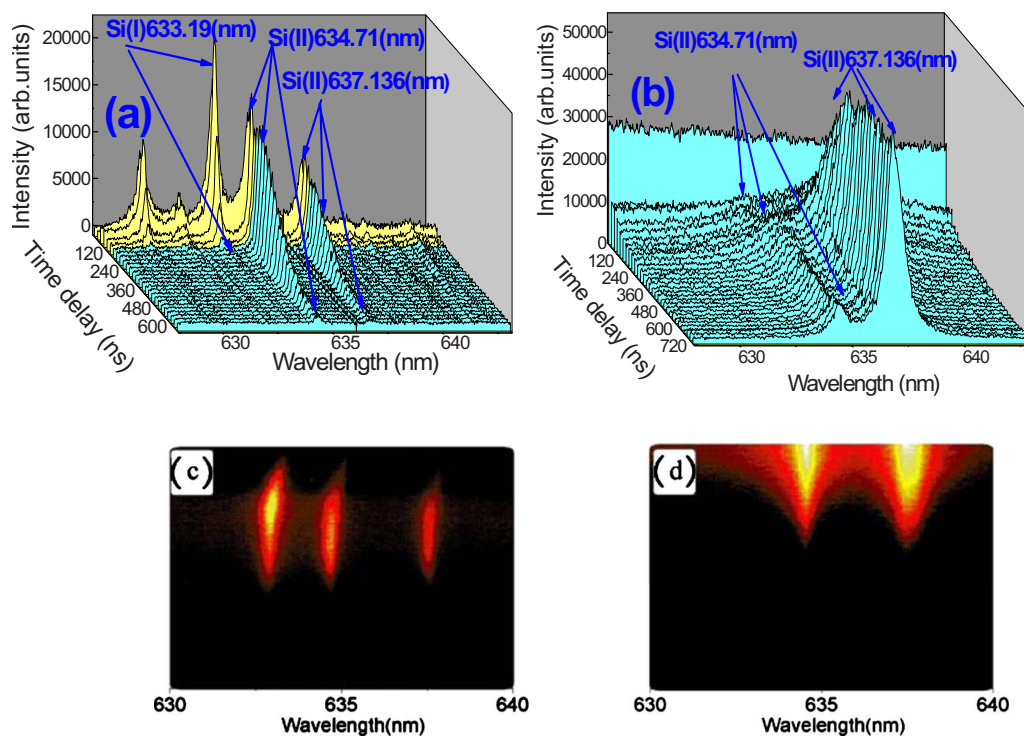 Si(I)633.19(nm)
Si(II)634.71(nm)
Si(II)637.136(nm)
(a)
Intensity (arb.units)
20000
15000
10000
5000
0
120
240
360
480
600
Time delay (ns)
630
640
Wavelength (nm)
Si(II)634.71(nm)
Si(II)637.136(nm)
(b)
Intensity (arb.units)
50000
40000
30000
20000
10000
0
120
240
360
480
600
720
Time delay (ns)
630
635
640
Wavelength (nm)
(c)
630
635
640
Wavelength(nm)
(d)
630
635
640
Wavelength(nm)